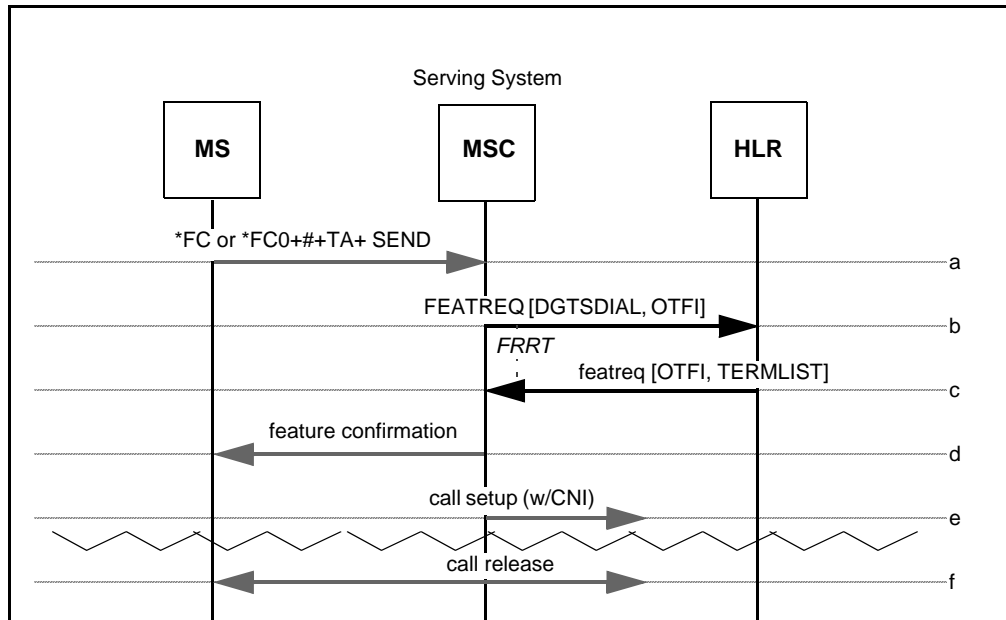 Serving System
MS
MSC
HLR
*FC or *FC0+#+TA+ SEND
a
FEATREQ [DGTSDIAL, OTFI]
b
FRRT
featreq [OTFI, TERMLIST]
c
feature confirmation
d
call setup (w/CNI)
e
call release
f